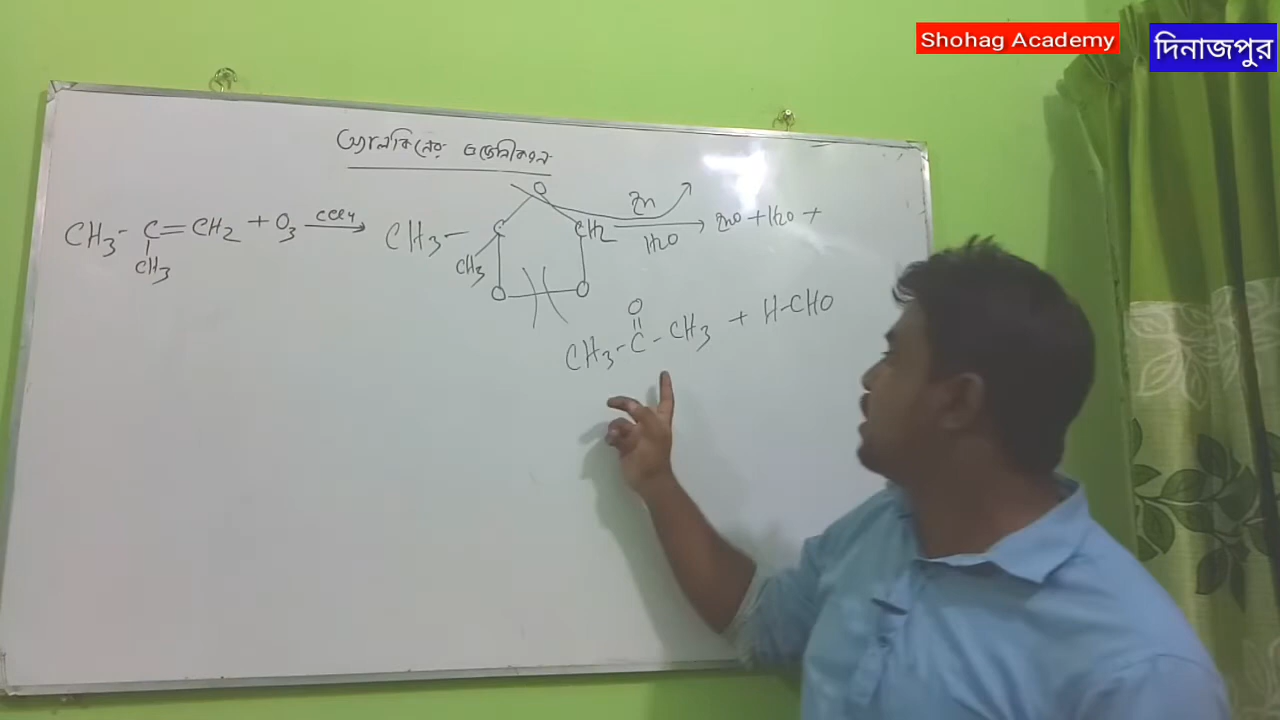 Shohag Academy
দিনাজপুর
অ্যালকিনের ওজোনীকরণ
CH3- C=CH2 + O3 CCl4 → CH3- C CH2 Zn H2O → ZnO + H2O +
CH3 CH3 O O O
O
CH3-C-CH3 + H-CHO